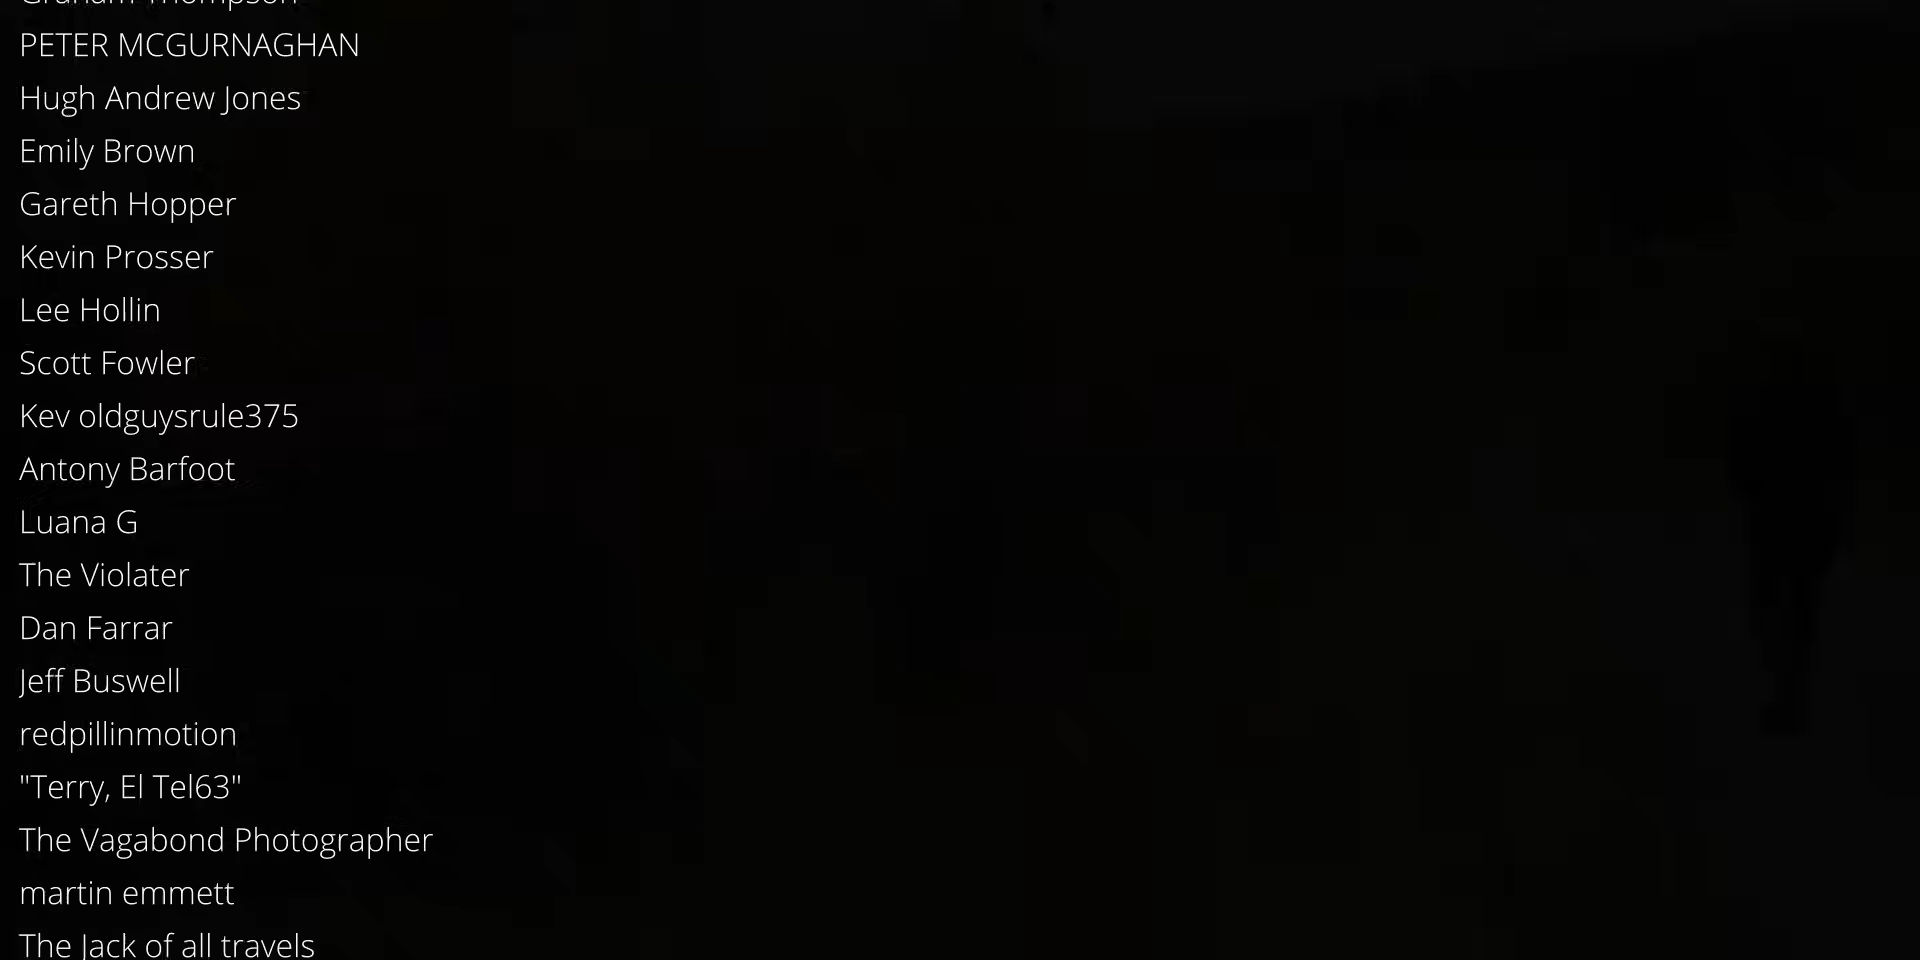 Graham Thompson
PETER MCGURNAGHAN
Hugh Andrew Jones
Emily Brown
Gareth Hopper
Kevin Prosser
Lee Hollin
Scott Fowler
Kev oldguysrule375
Antony Barfoot
Luana G
The Violater
Dan Farrar
Jeff Buswell
redpillinmotion
"Terry, El Tel63"
The Vagabond Photographer
martin emmett
The Jack of all travels